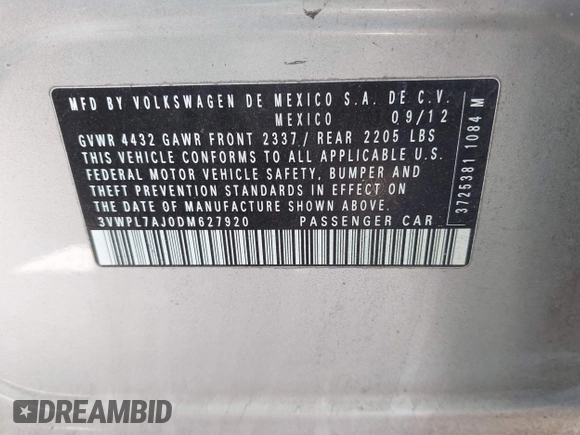 MFD BY VOLKSWAGEN DE MEXICO S.A. DE C.V.
MEXICO 09/12
GVWR 4432 GAWR FRONT 2337/ REAR 2205 LBS
THIS VEHICLE CONFORMS TO ALL APPLICABLE U.S.
FEDERAL MOTOR VEHICLE SAFETY, BUMPER AND
THEFT PREVENTION STANDARDS IN EFFECT ON
THE DATE OF MANUFACTURE SHOWN ABOVE.
3VWPL7AJ0DM627920 PASSENGER CAR
3725381 1084 M
DREAMBID